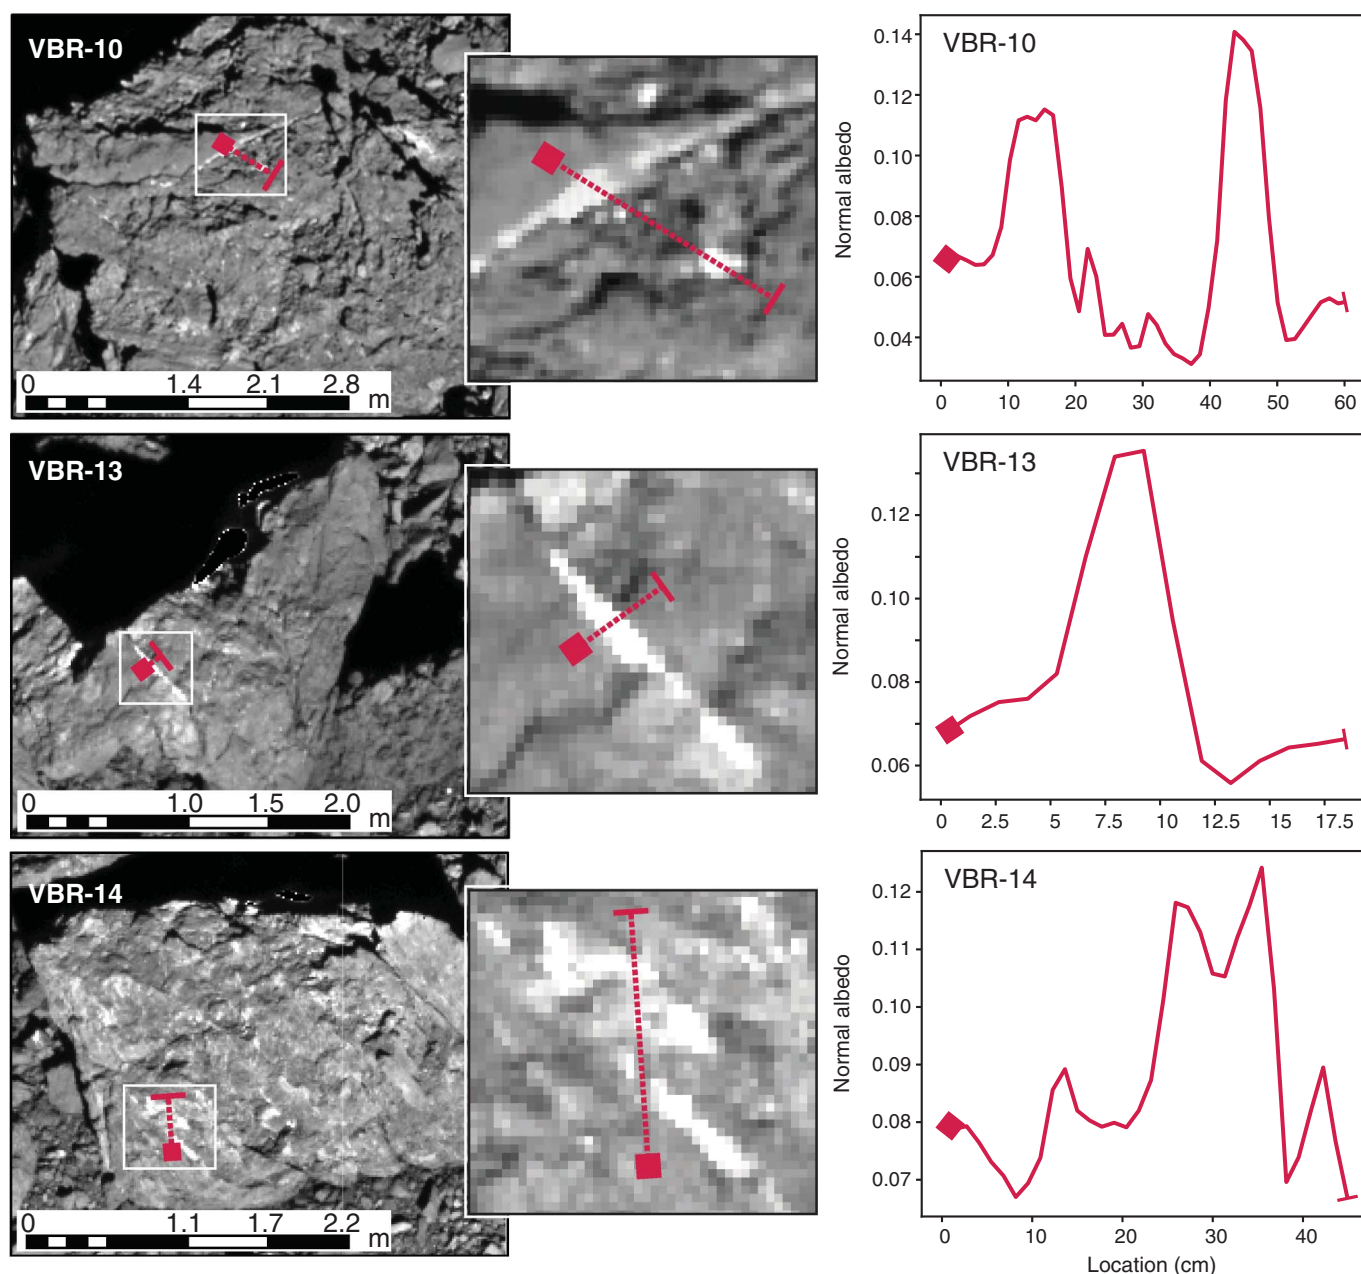 VBR-10
0 1.4 2.1 2.8 m
VBR-10
Normal albedo
0.14
0.12
0.10
0.08
0.06
0.04
0 10 20 30 40 50 60
VBR-13
0 1.0 1.5 2.0 m
VBR-13
Normal albedo
0.12
0.10
0.08
0.06
0 2.5 5 7.5 10 12.5 15 17.5
VBR-14
0 1.1 1.7 2.2 m
VBR-14
Normal albedo
0.12
0.11
0.10
0.09
0.08
0.07
0 10 20 30 40
Location (cm)